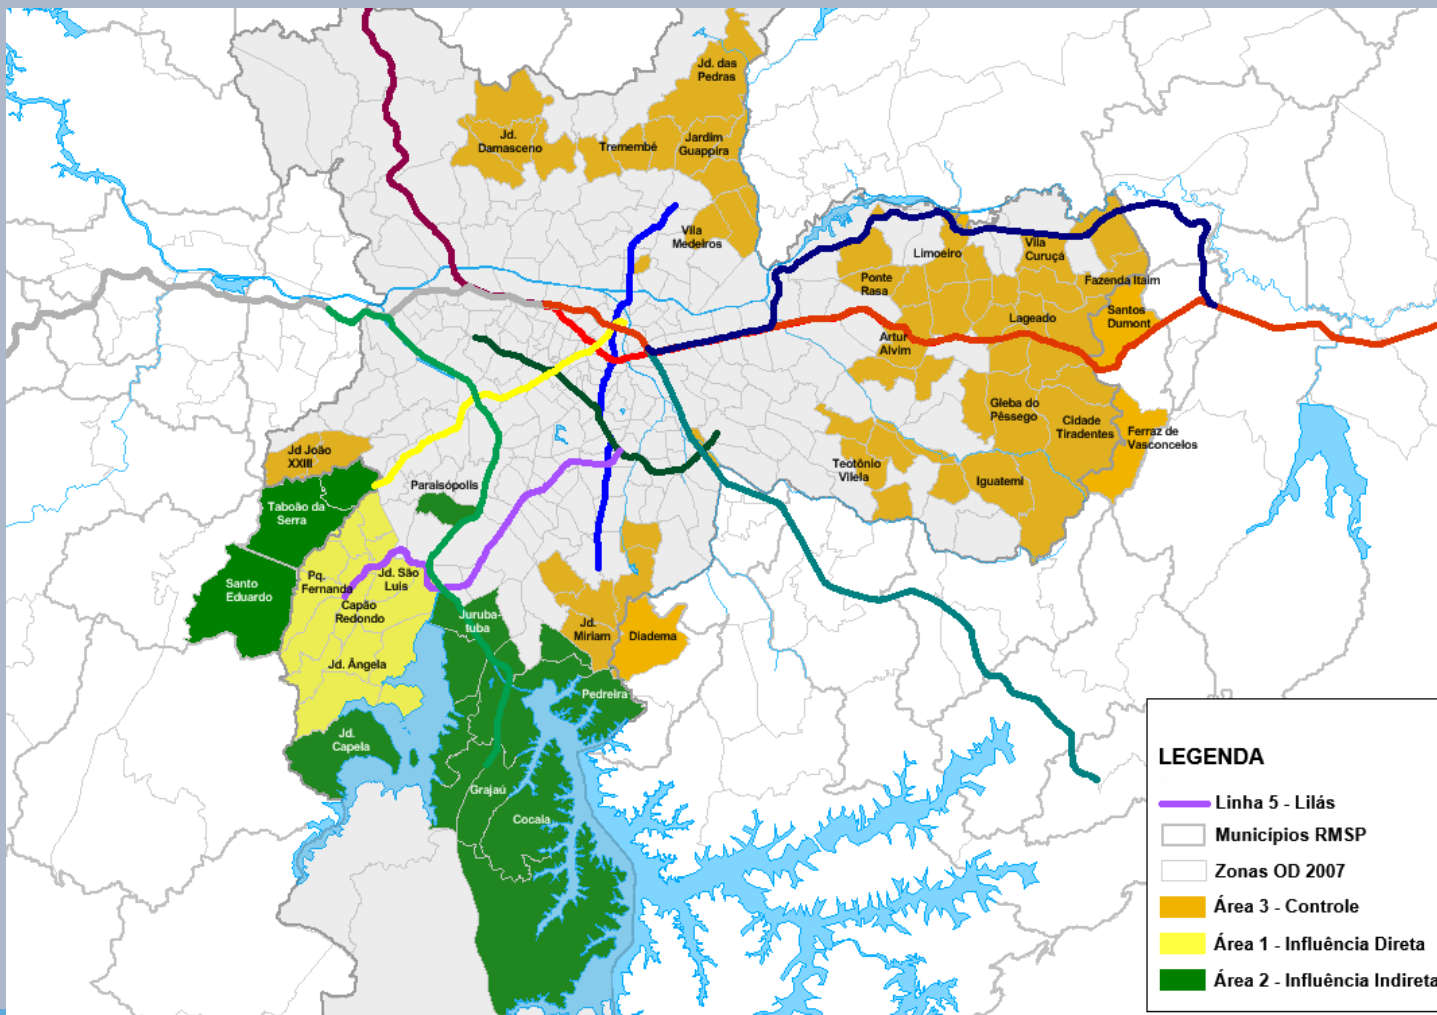 Jd. das
Pedras
Jd.
Damasceno
Tremembé
Jardim
Guappira
Vila
Medeiros
Limoeiro
Vila
Curuçá
Ponte
Rasa
Fazenda Itaim
Lageado
Santos
Dumont
Artur
Alvim
Gleba do
Pêssego
Cidade
Tiradentes
Ferraz de
Vasconcelos
Jd João
XXIII
Teotônio
Vilela
Iguatemi
Paraisópolis
Taboão da
Serra
Santo
Eduardo
Pq.
Fernanda
Jd. São
Luis
Capão
Redondo
Juruba-
tuba
Jd.
Miriam
Diadema
Jd. Ângela
Pedreira
Jd.
Capela
Grajaú
Cocaia
LEGENDA
Linha 5 - Lilás
Municípios RMSP
Zonas OD 2007
Área 3 - Controle
Área 1 - Influência Direta
Área 2 - Influência Indireta